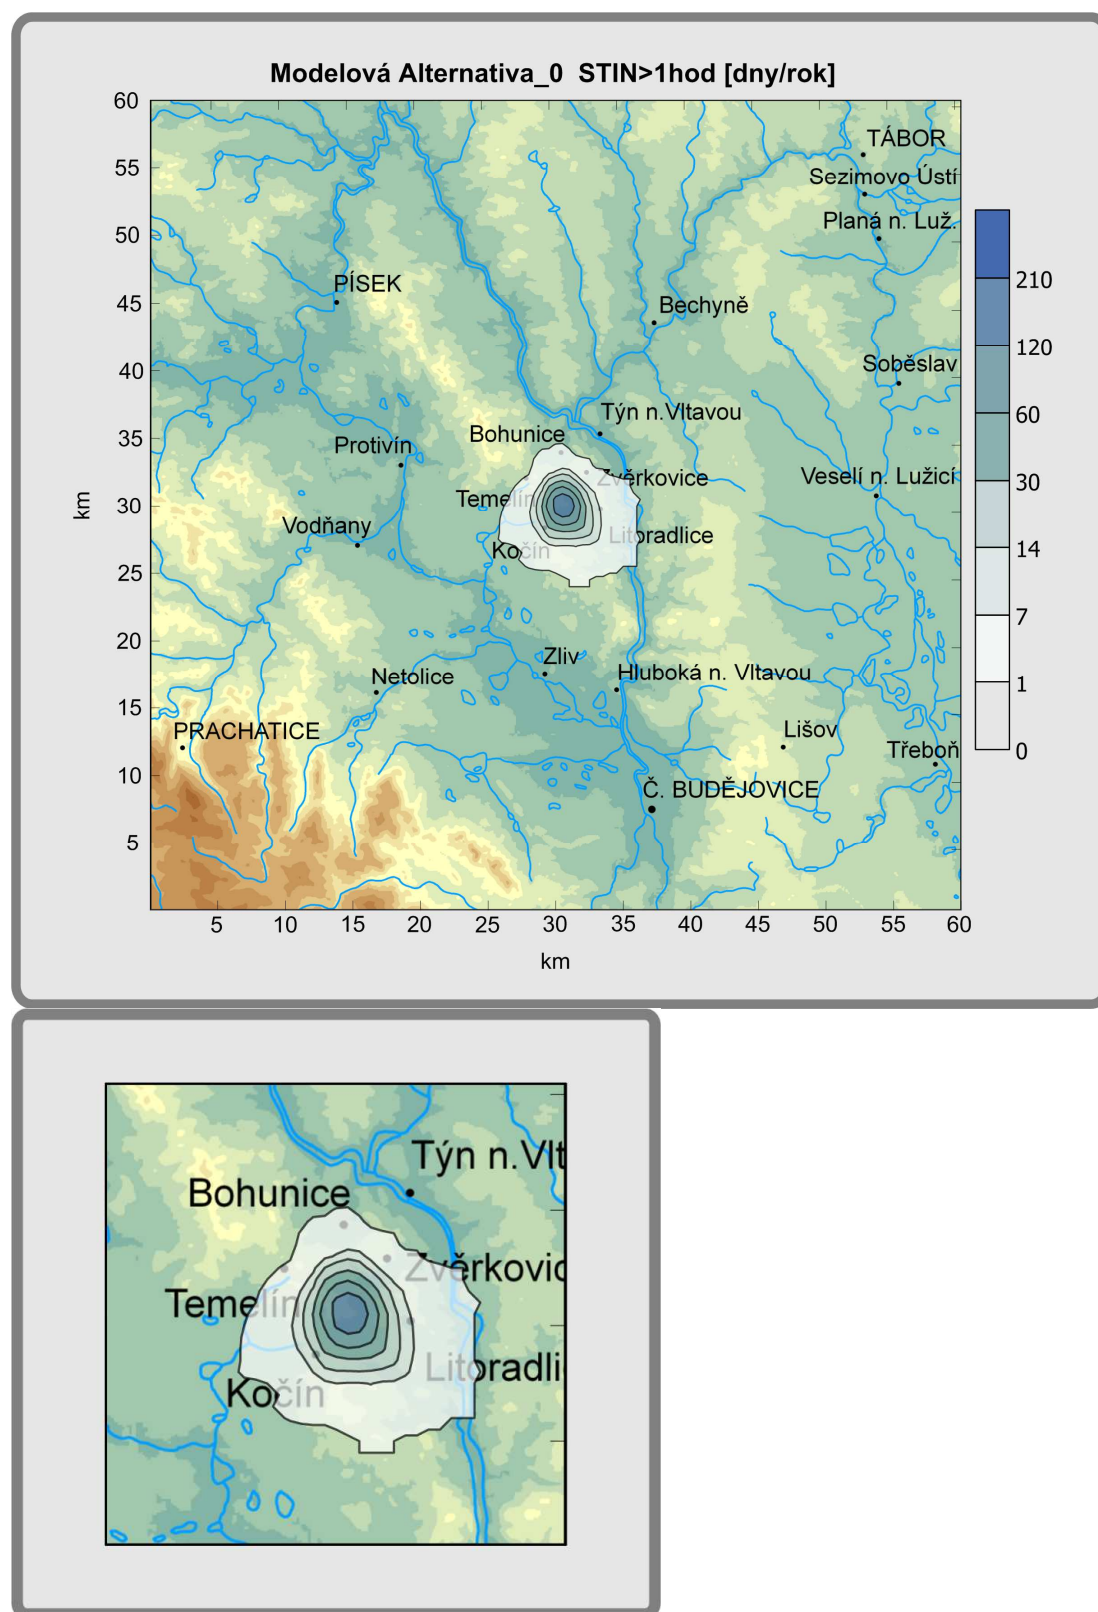 Modelová Alternativa_0 STIN>1hod [dny/rok]
60
55
50
45
40
35
30
25
20
15
10
5
km
TÁBOR
Sezimovo Ústí
Planá n. Luž.
PÍSEK
Bechyně
Soběslav
Týn n.Vltavou
Bohunice
Protivín
Zvěrkovice
Veselí n. Lužicí
Temelín
Vodňany
Litoradlice
Kočín
Zliv
Netolice
Hluboká n. Vltavou
PRACHATICE
Lišov
Třeboň
Č. BUDĚJOVICE
5 10 15 20 25 30 35 40 45 50 55 60
km
210
120
60
30
14
7
1
0
Týn n.Vlt
Bohunice
Zvěrkovic
Temelín
Litoradli
Kočín